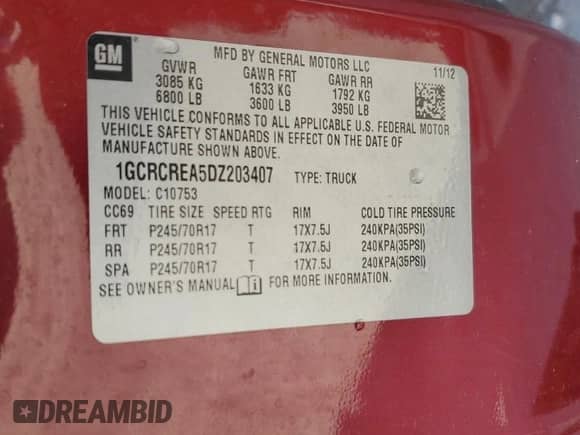 GM
MFD BY GENERAL MOTORS LLC
GVWR GAWR FRT GAWR RR 11/12
3085 KG 1633 KG 1792 KG
6800 LB 3600 LB 3950 LB
THIS VEHICLE CONFORMS TO ALL APPLICABLE U.S. FEDERAL MOTOR
VEHICLE SAFETY STANDARDS IN EFFECT ON THE DATE OF
MANUFACTURE SHOWN ABOVE.
1GCRCREA5DZ203407 TYPE: TRUCK
MODEL: C10753
CC69 TIRE SIZE SPEED RTG RIM COLD TIRE PRESSURE
FRT P245/70R17 T 17X7.5J 240KPA(35PSI)
RR P245/70R17 T 17X7.5J 240KPA(35PSI)
SPA P245/70R17 T 17X7.5J 240KPA(35PSI)
SEE OWNER'S MANUAL i FOR MORE INFORMATION.
DREAMBID